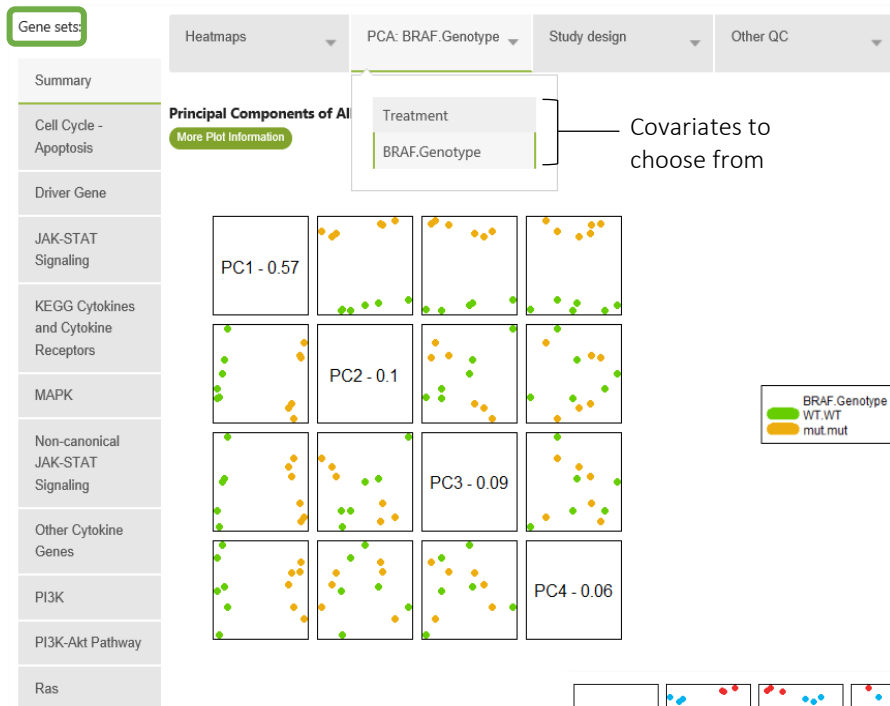 Gene sets:
Heatmaps
PCA: BRAF.Genotype
Study design
Other QC
Summary
Cell Cycle -
Apoptosis
Driver Gene
JAK-STAT
Signaling
KEGG Cytokines
and Cytokine
Receptors
MAPK
Non-canonical
JAK-STAT
Signaling
Other Cytokine
Genes
PI3K
PI3K-Akt Pathway
Ras
Principal Components of Al
More Plot Information
Treatment
BRAF.Genotype
Covariates to
choose from
PC1 - 0.57
PC2 - 0.1
PC3 - 0.09
PC4 - 0.06
BRAF.Genotype
WT.WT
mut.mut